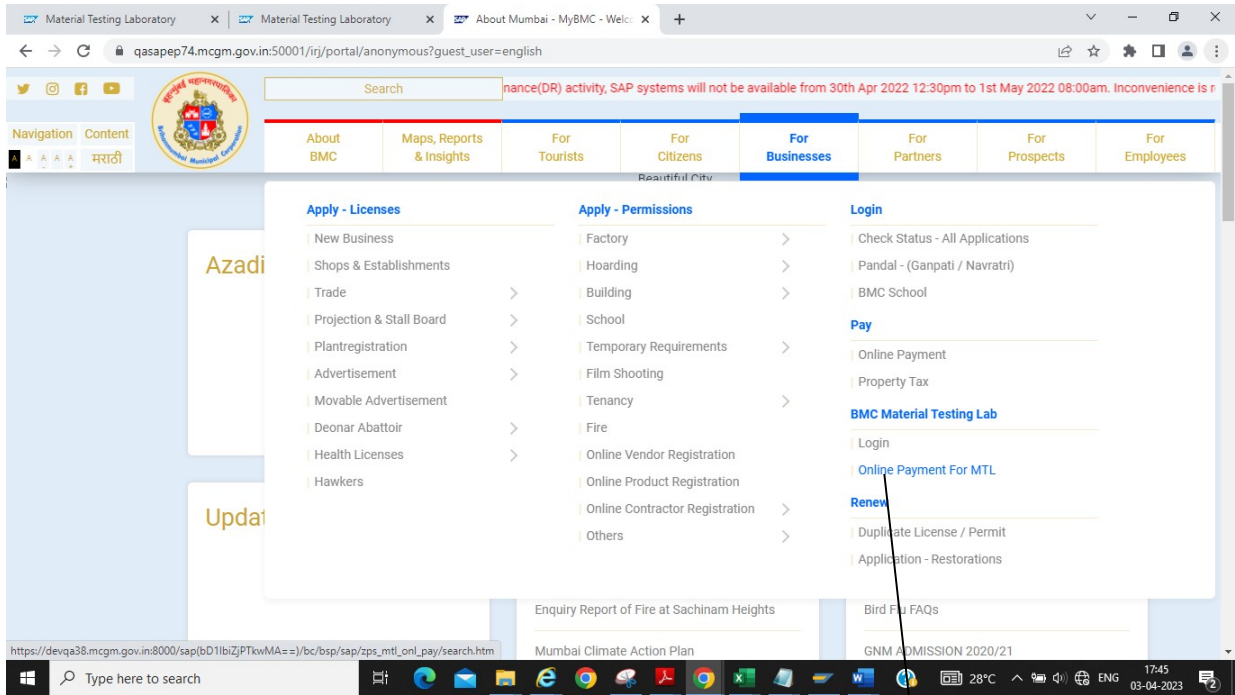 Material Testing Laboratory
Material Testing Laboratory
About Mumbai - MyBMC - Welc
qasapep74.mcgm.gov.in:50001/irj/portal/anonymous?guest_user=english
Search
nance(DR) activity, SAP systems will not be available from 30th Apr 2022 12:30pm to 1st May 2022 08:00am. Inconvenience is r
Navigation Content
A A A A A मराठी
About BMC
Maps, Reports & Insights
For Tourists
For Citizens
For Businesses
For Partners
For Prospects
For Employees
Beautiful City
Apply - Licenses
New Business
Shops & Establishments
Trade
Projection & Stall Board
Plantregistration
Advertisement
Movable Advertisement
Deonar Abattoir
Health Licenses
Hawkers
Apply - Permissions
Factory
Hoarding
Building
School
Temporary Requirements
Film Shooting
Tenancy
Fire
Online Vendor Registration
Online Product Registration
Online Contractor Registration
Others
Login
Check Status - All Applications
Pandal - (Ganpati / Navratri)
BMC School
Pay
Online Payment
Property Tax
BMC Material Testing Lab
Login
Online Payment For MTL
Renew
Duplicate License / Permit
Application - Restorations
Azadi
Updat
Enquiry Report of Fire at Sachinam Heights
Mumbai Climate Action Plan
Bird Flu FAQs
GNM ADMISSION 2020/21
https://devqa38.mcgm.gov.in:8000/sap(bD1lbiZjPTkwMA==)/bc/bsp/sap/zps_mtl_onl_pay/search.htm
Type here to search
28°C
ENG
17:45
03-04-2023
2